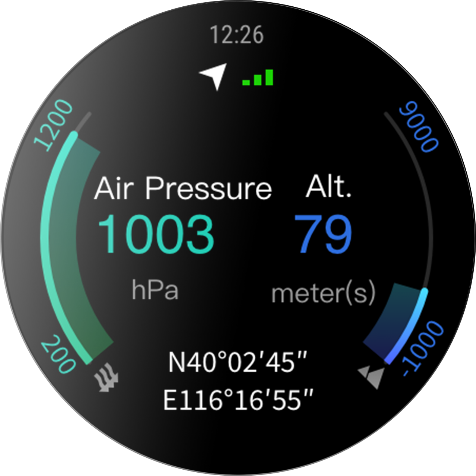 12:26
1200
9000
Air Pressure
Alt.
1003
79
hPa
meter(s)
200
-1000
N40°02′45″
E116°16′55″